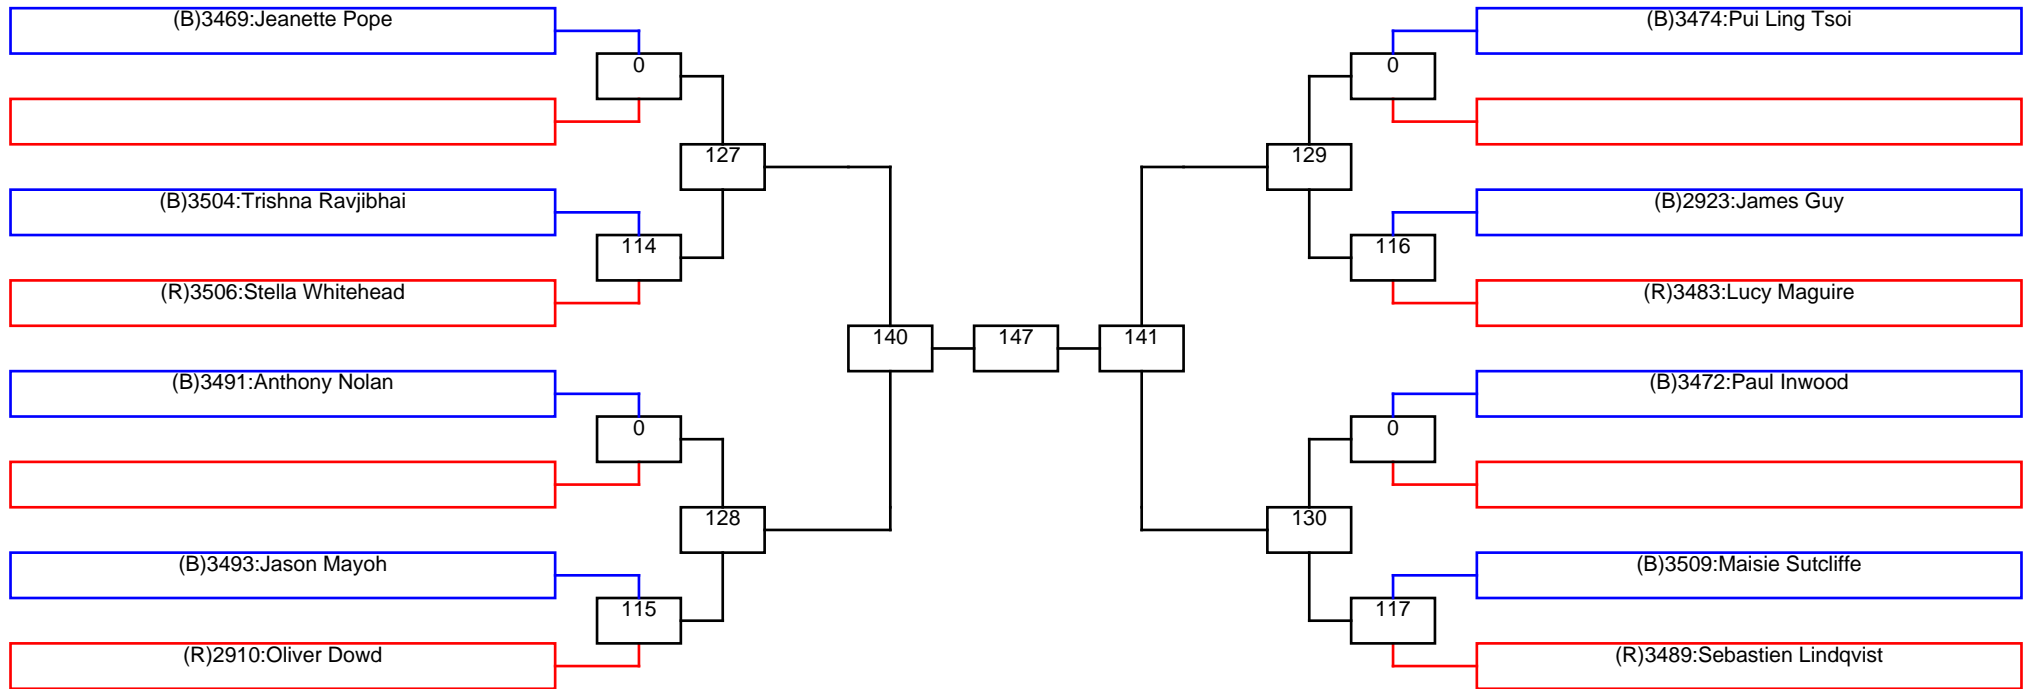 (B)3469:Jeanette Pope
(B)3474:Pui Ling Tsoi
0
0
127
129
(B)3504:Trishna Ravjibhai
(B)2923:James Guy
114
116
(R)3506:Stella Whitehead
(R)3483:Lucy Maguire
140
147
141
(B)3491:Anthony Nolan
(B)3472:Paul Inwood
0
0
128
130
(B)3493:Jason Mayoh
(B)3509:Maisie Sutcliffe
115
117
(R)2910:Oliver Dowd
(R)3489:Sebastien Lindqvist